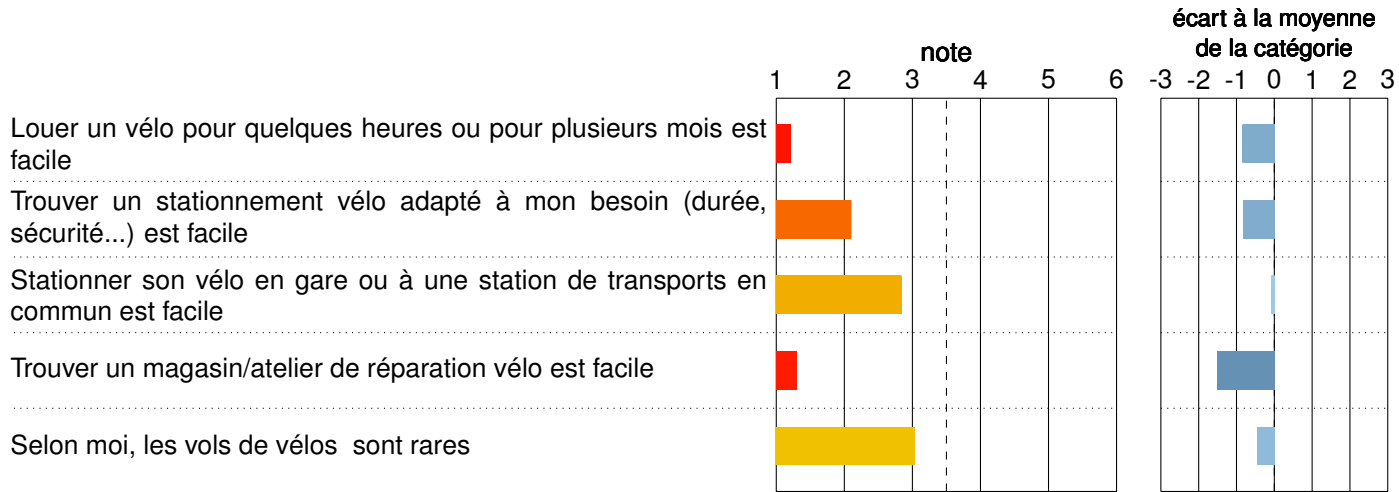 écart à la moyenne
note de la catégorie
1 2 3 4 5 6 -3 -2 -1 0 1 2 3
Louer un vélo pour quelques heures ou pour plusieurs mois est
facile
Trouver un stationnement vélo adapté à mon besoin (durée,
sécurité...) est facile
Stationner son vélo en gare ou à une station de transports en
commun est facile
Trouver un magasin/atelier de réparation vélo est facile
Selon moi, les vols de vélos sont rares